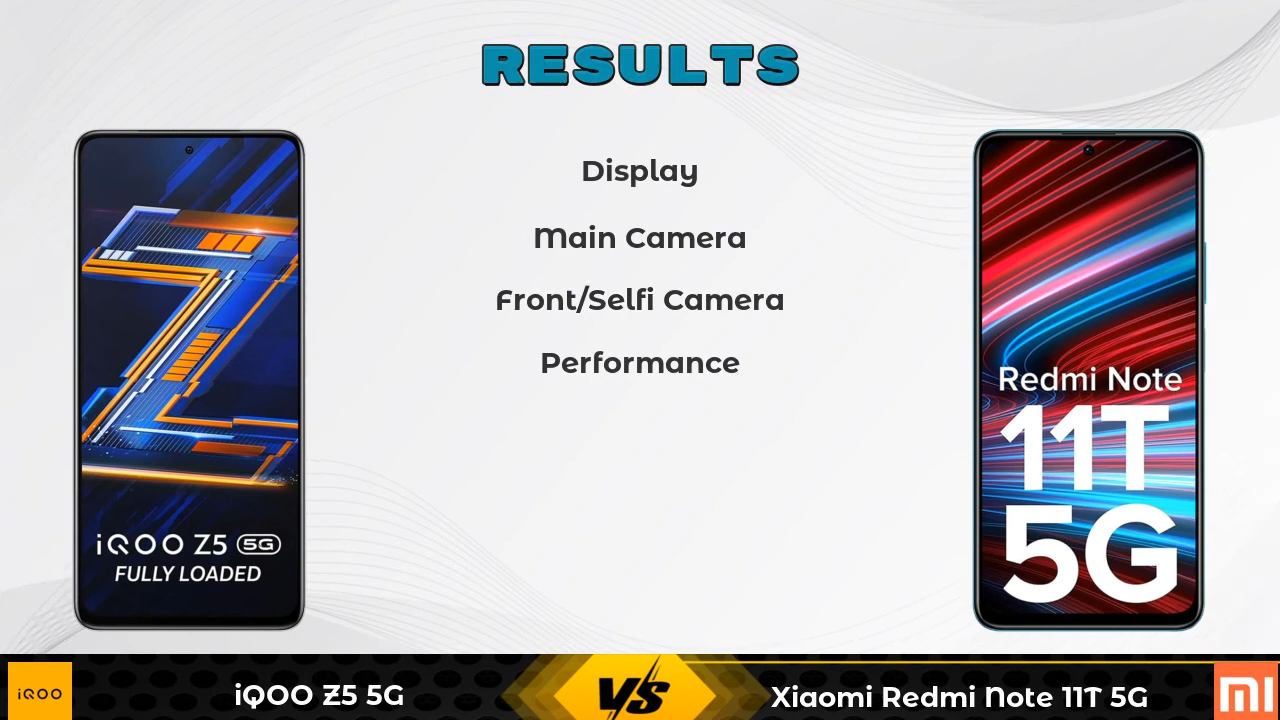 RESULTS
Display
Main Camera
Front/Selfi Camera
Performance
iQOO Z5 5G
FULLY LOADED
Redmi Note
11T
5G
iQOO
iQOO Z5 5G
VS
Xiaomi Redmi Note 11T 5G
mi